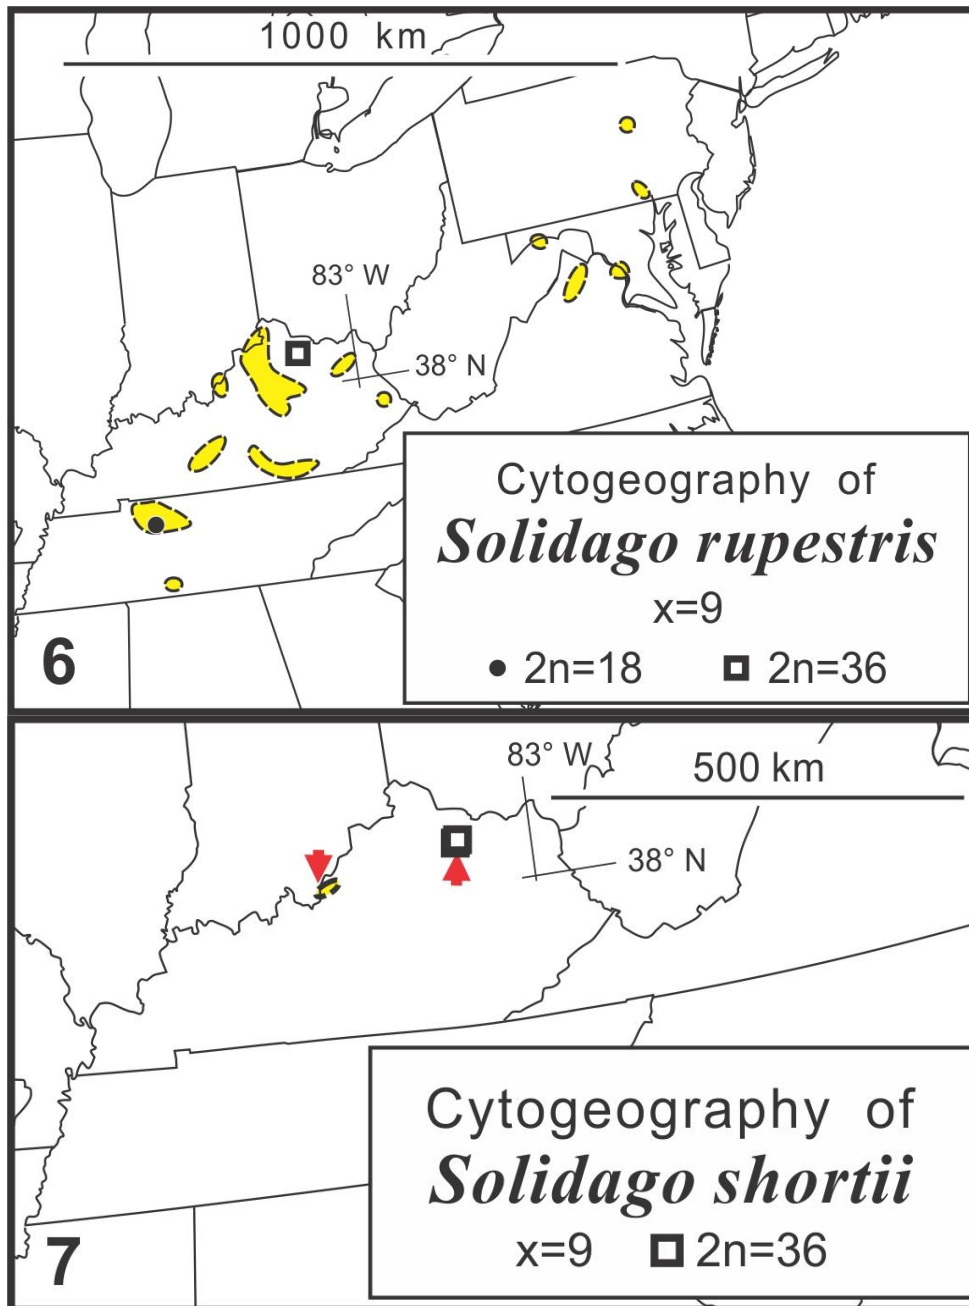 1000 km
83° W
38° N
Cytogeography of
Solidago rupestris
x=9
2n=18 2n=36
6
83° W
500 km
38° N
Cytogeography of
Solidago shortii
x=9 2n=36
7